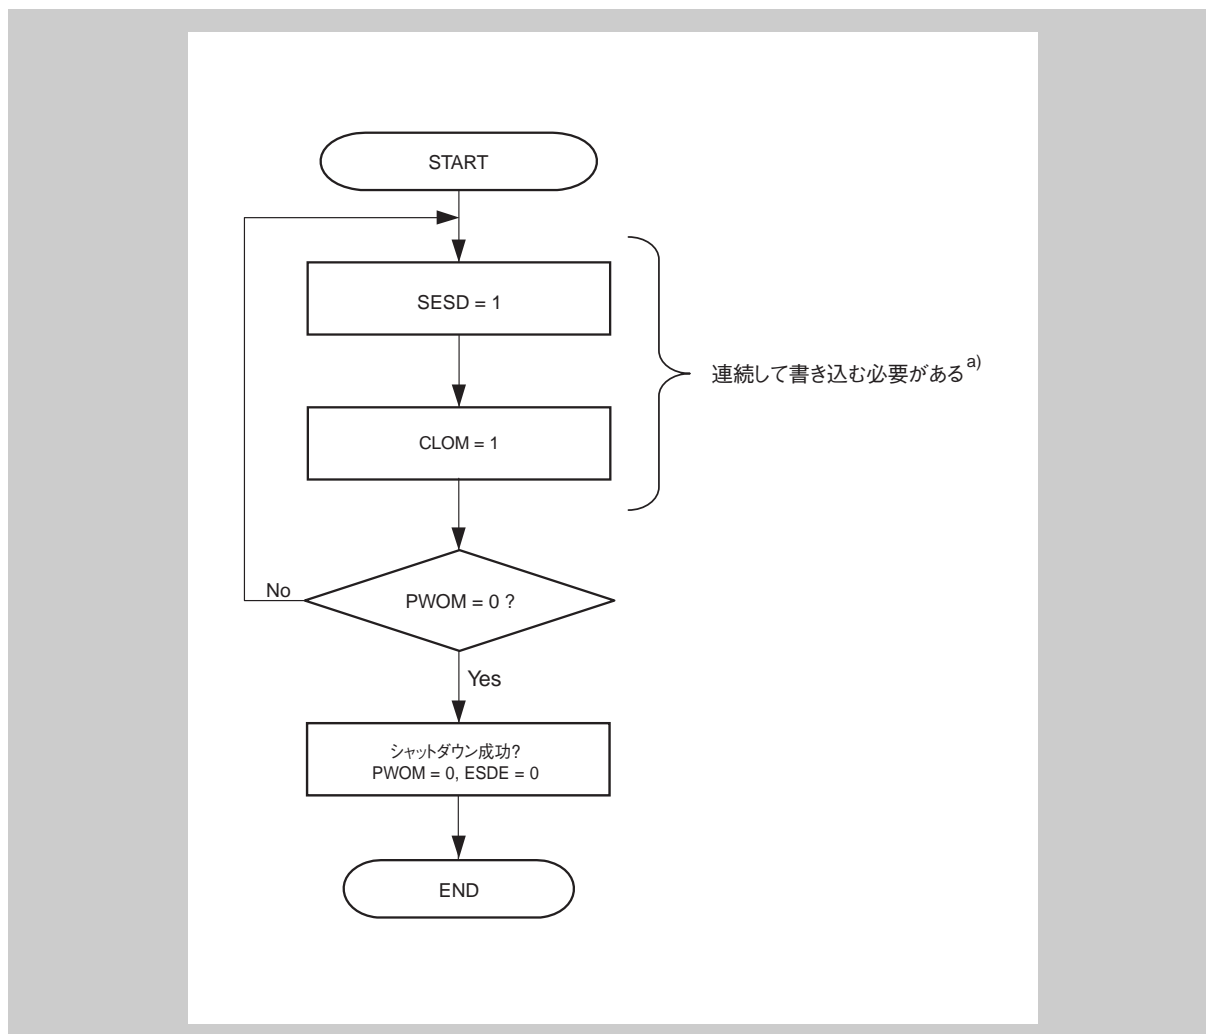 START
SESD = 1
連続して書き込む必要がある a)
CLOM = 1
No
PWOM = 0 ?
Yes
シャットダウン成功?
PWOM = 0, ESDE = 0
END